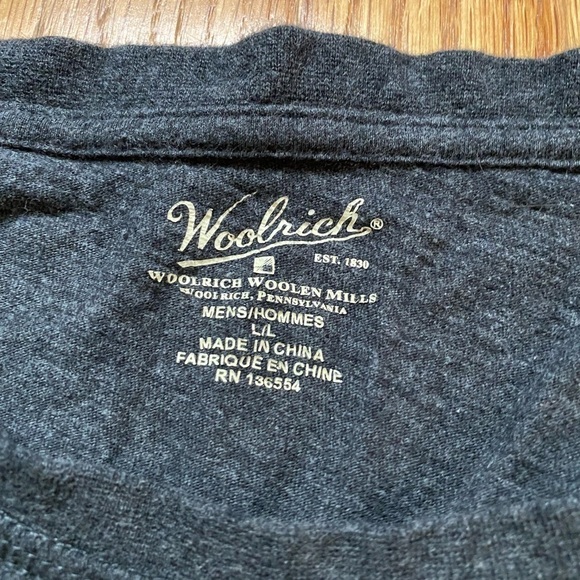 Woolrich®
EST. 1830
WOOLRICH WOOLEN MILLS
WOOLRICH, PENNSYLVANIA
MENS/HOMMES
L/L
MADE IN CHINA
FABRIQUE EN CHINE
RN 136554